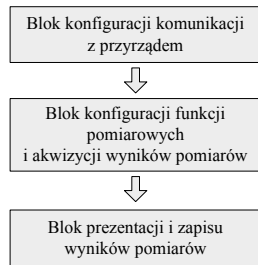 Blok konfiguracji komunikacji
z przyrządem
Blok konfiguracji funkcji
pomiarowych
i akwizycji wyników pomiarów
Blok prezentacji i zapisu
wyników pomiarów